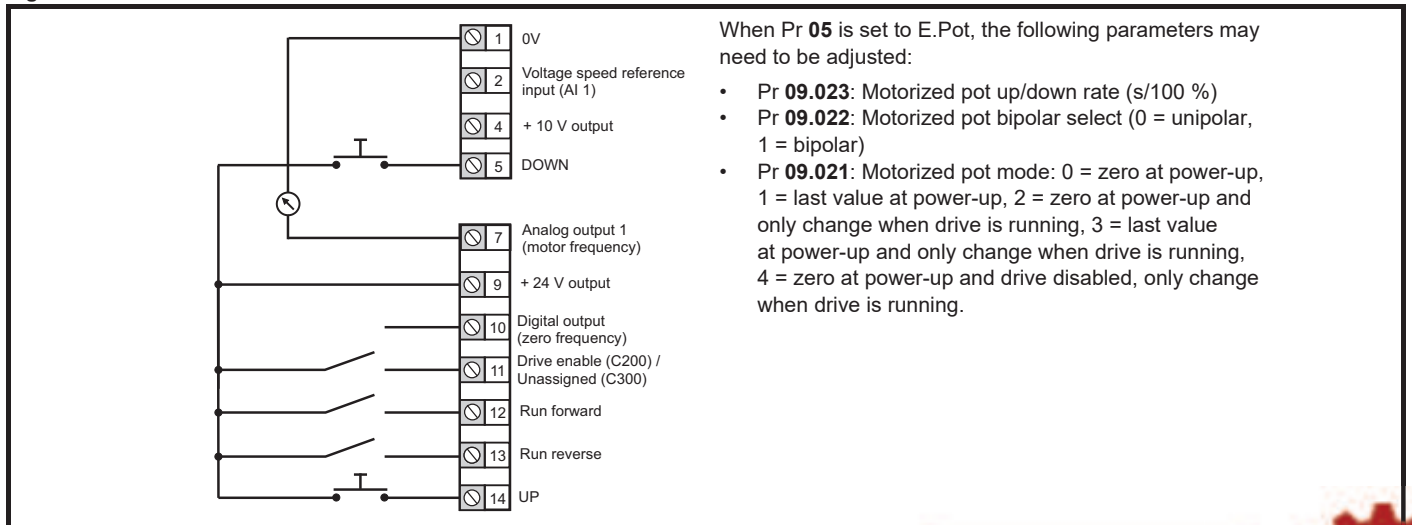 1 0V
2 Voltage speed reference
input (AI 1)
4 + 10 V output
5 DOWN
7 Analog output 1
(motor frequency)
9 + 24 V output
10 Digital output
(zero frequency)
11 Drive enable (C200) /
Unassigned (C300)
12 Run forward
13 Run reverse
14 UP
When Pr 05 is set to E.Pot, the following parameters may
need to be adjusted:
• Pr 09.023: Motorized pot up/down rate (s/100 %)
• Pr 09.022: Motorized pot bipolar select (0 = unipolar,
1 = bipolar)
• Pr 09.021: Motorized pot mode: 0 = zero at power-up,
1 = last value at power-up, 2 = zero at power-up and
only change when drive is running, 3 = last value
at power-up and only change when drive is running,
4 = zero at power-up and drive disabled, only change
when drive is running.